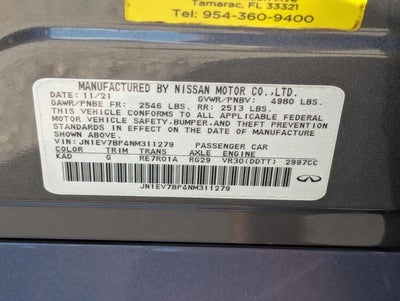 Tamarac, FL 33321
Tel: 954-360-9400
MANUFACTURED BY NISSAN MOTOR CO.,LTD.
DATE: 11/21 GVWR/PNBV: 4980 LBS.
GAWR/PNBE FR: 2546 LBS. RR: 2513 LBS.
THIS VEHICLE CONFORMS TO ALL APPLICABLE FEDERAL
MOTOR VEHICLE SAFETY,BUMPER, AND THEFT PREVENTION
STANDARDS IN EFFECT ON THE DATE OF MANUFACTURE
SHOWN ABOVE.
VIN: JN1EV7BP4NM311279 PASSENGER CAR
COLOR TRIM TRANS AXLE ENGINE
KAD G RE7R01A RG29 VR30(DDTT) 2997CC
JN1EV7BP4NM311279
INFINITI